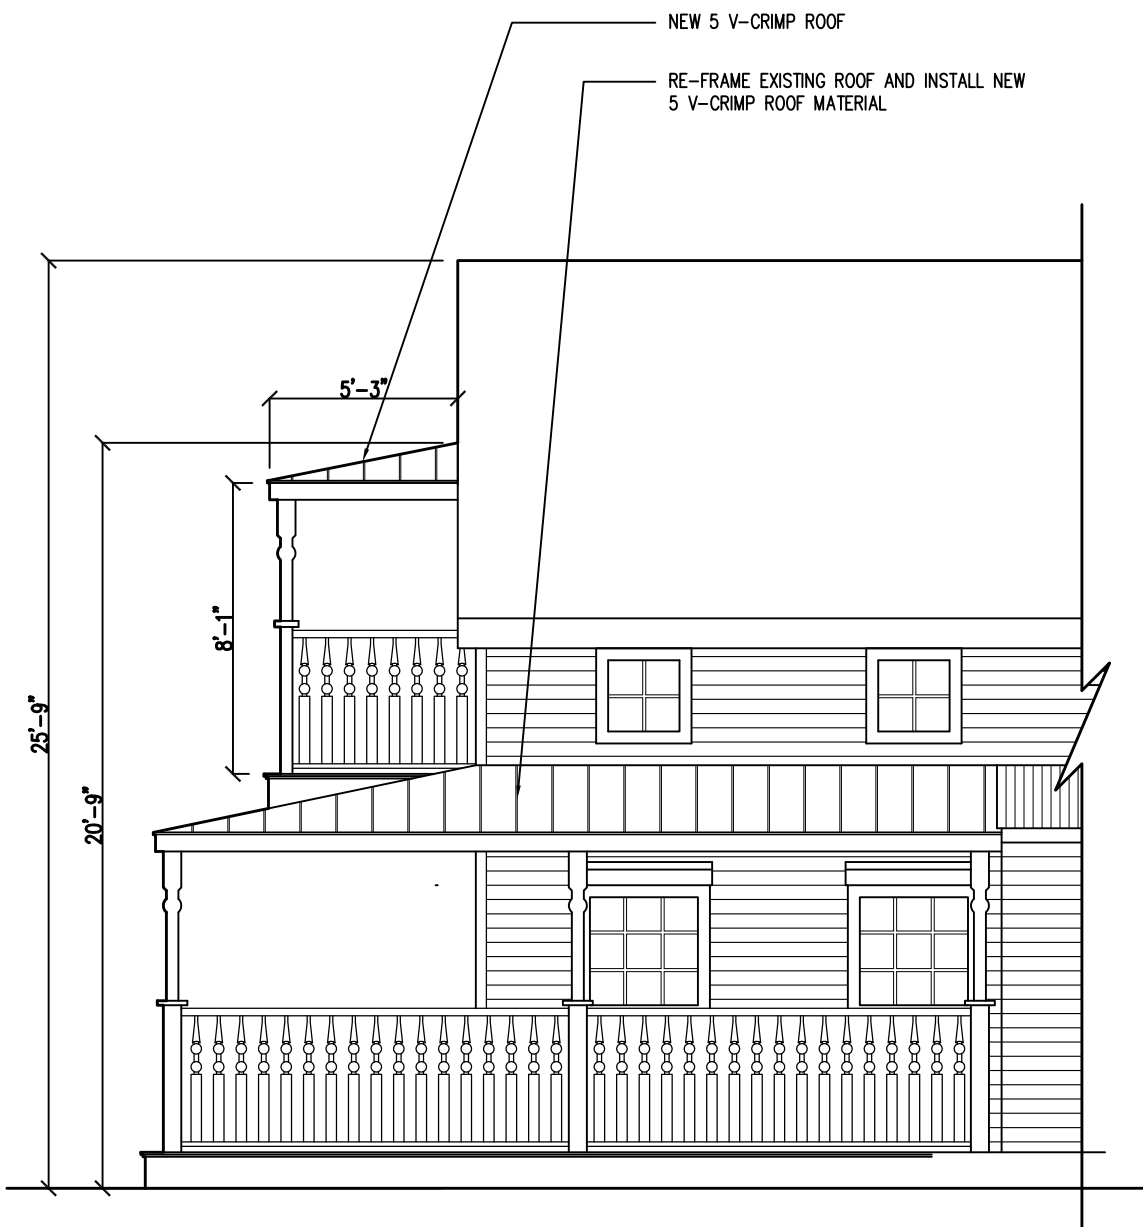 NEW 5 V-CRIMP ROOF
RE-FRAME EXISTING ROOF AND INSTALL NEW
5 V-CRIMP ROOF MATERIAL
5'-3"
8'-1"
25'-9"
20'-9"